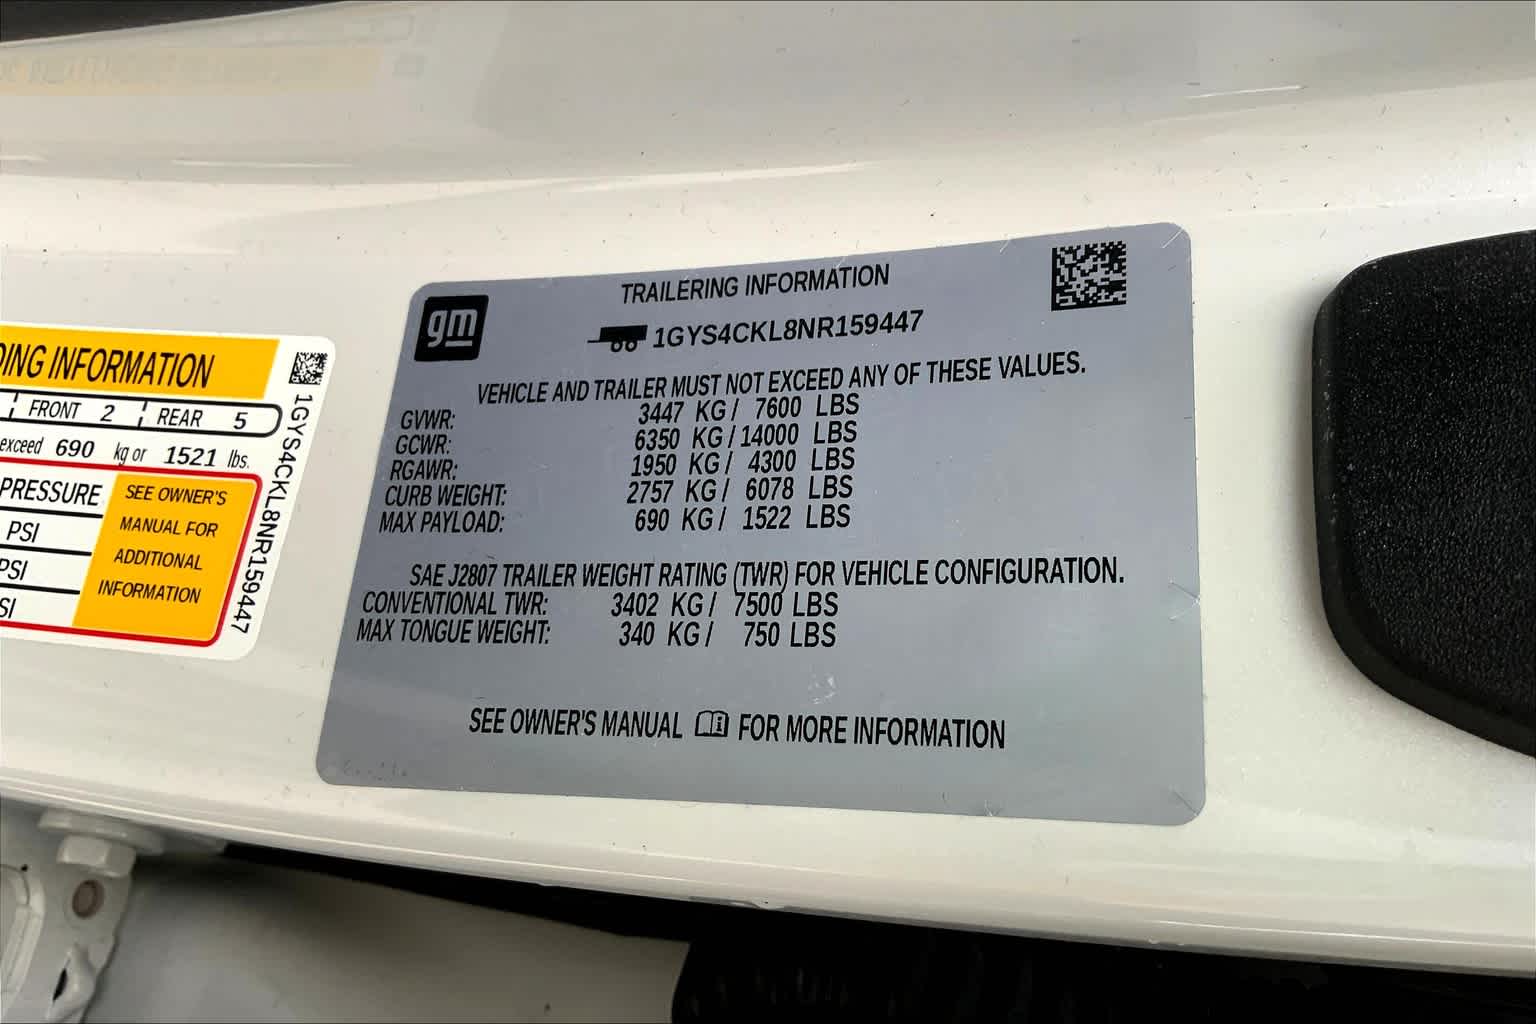 DING INFORMATION
FRONT 2 REAR 5
exceed 690 kg or 1521 lbs.
PRESSURE
PSI
PSI
SI
SEE OWNER'S
MANUAL FOR
ADDITIONAL
INFORMATION
1GYS4CKL8NR159447
gm
TRAILERING INFORMATION
1GYS4CKL8NR159447
VEHICLE AND TRAILER MUST NOT EXCEED ANY OF THESE VALUES.
GVWR: 3447 KG/ 7600 LBS
GCWR: 6350 KG/14000 LBS
RGAWR: 1950 KG/ 4300 LBS
CURB WEIGHT: 2757 KG/ 6078 LBS
MAX PAYLOAD: 690 KG/ 1522 LBS
SAE J2807 TRAILER WEIGHT RATING (TWR) FOR VEHICLE CONFIGURATION.
CONVENTIONAL TWR: 3402 KG/ 7500 LBS
MAX TONGUE WEIGHT: 340 KG/ 750 LBS
SEE OWNER'S MANUAL FOR MORE INFORMATION